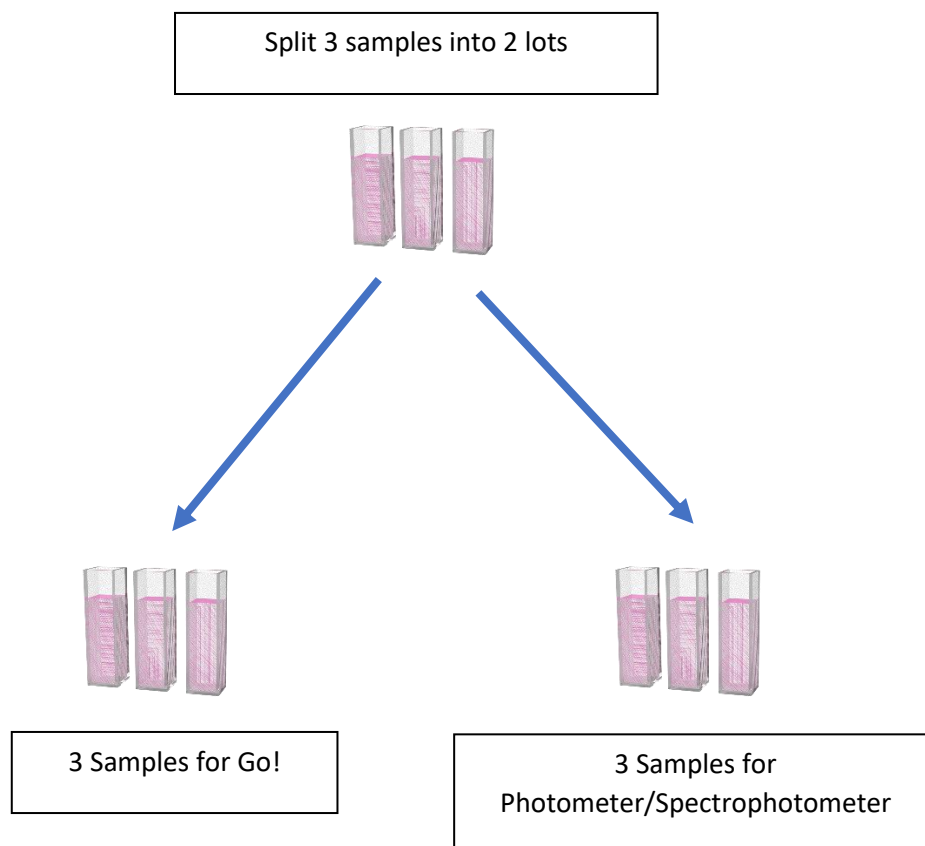 Split 3 samples into 2 lots
3 Samples for Go!
3 Samples for
Photometer/Spectrophotometer